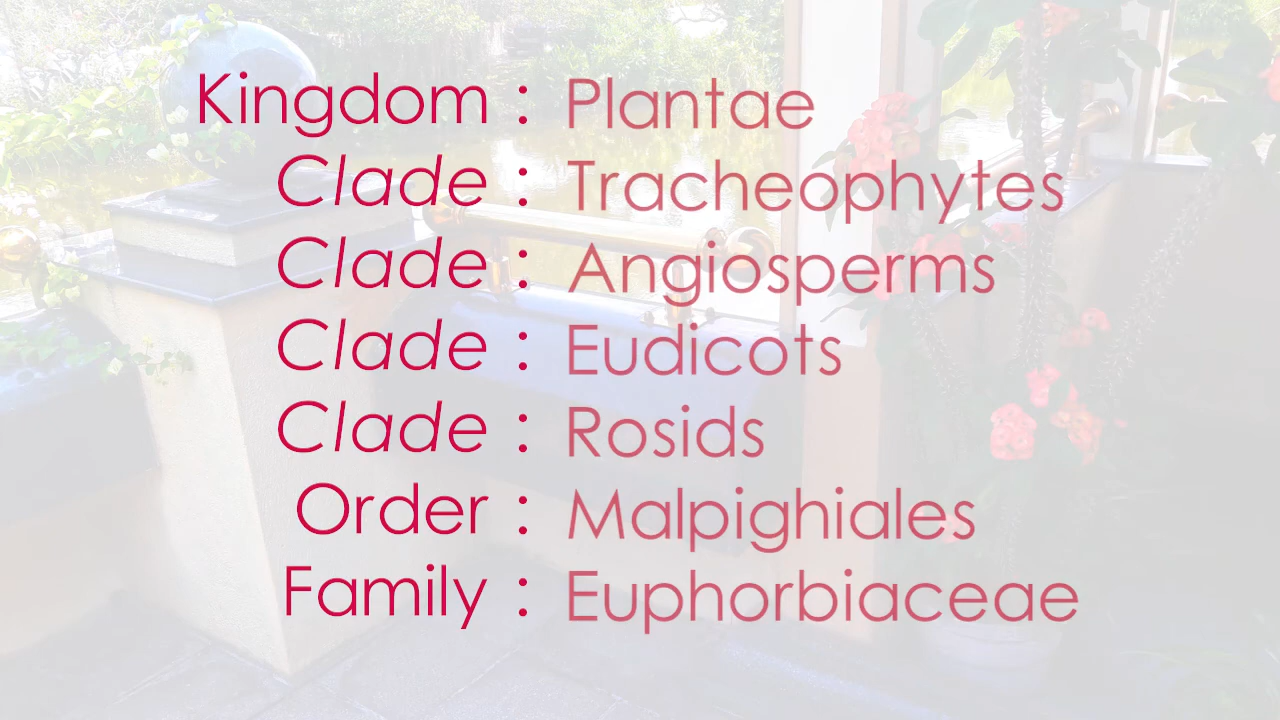 Kingdom : Plantae
Clade : Tracheophytes
Clade : Angiosperms
Clade : Eudicots
Clade : Rosids
Order : Malpighiales
Family : Euphorbiaceae